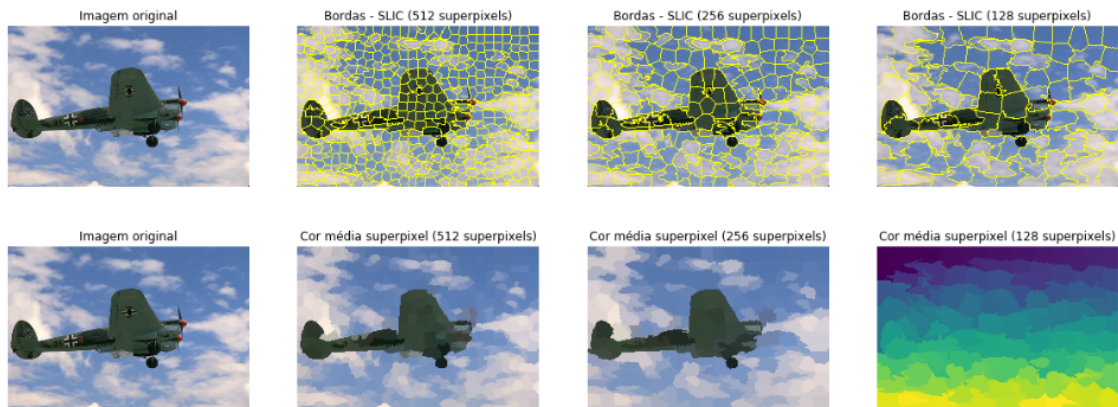 Imagem original
Bordas - SLIC (512 superpixels)
Bordas - SLIC (256 superpixels)
Bordas - SLIC (128 superpixels)
Imagem original
Cor média superpixel (512 superpixels)
Cor média superpixel (256 superpixels)
Cor média superpixel (128 superpixels)